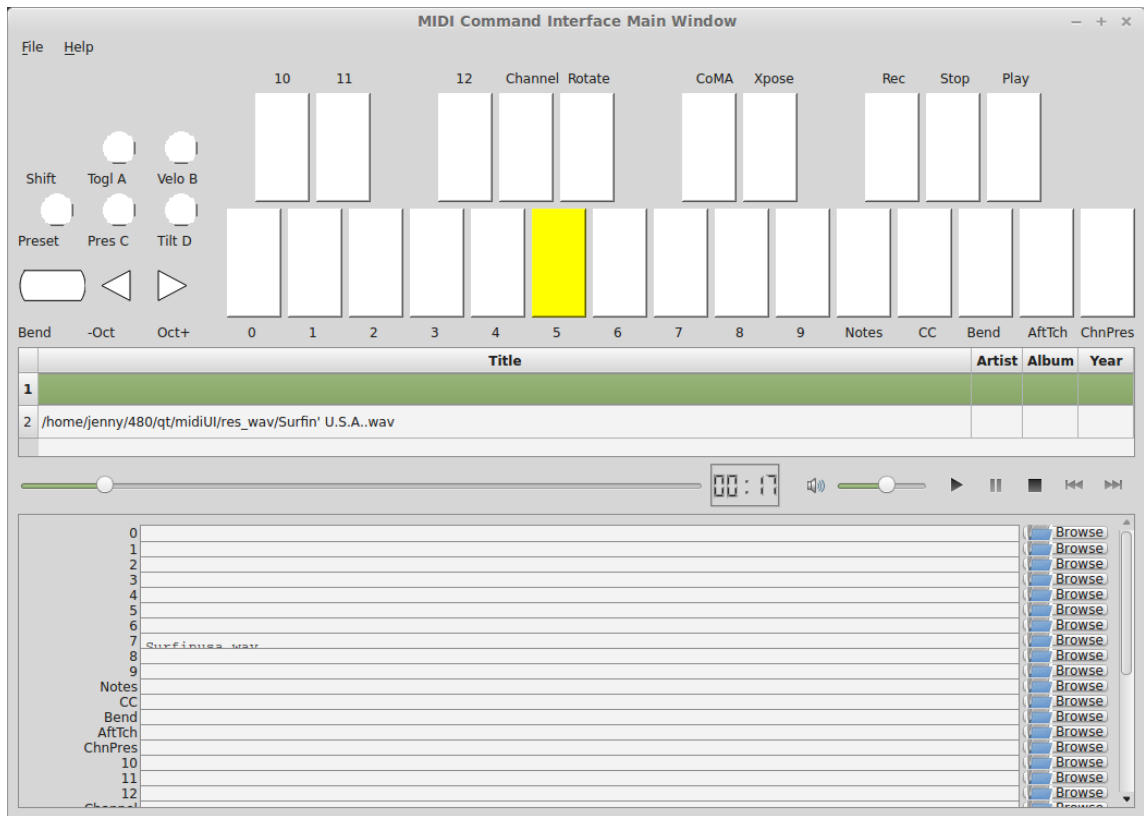 MIDI Command Interface Main Window
File Help
10 11 12 Channel Rotate CoMA Xpose Rec Stop Play
Shift Togl A Velo B
Preset Pres C Tilt D
Bend -Oct Oct+ 0 1 2 3 4 5 6 7 8 9 Notes CC Bend AftTch ChnPres
Title Artist Album Year
1
2 /home/jenny/480/qt/midiUI/res_wav/Surfin' U.S.A..wav
00:17
0 Browse
1 Browse
2 Browse
3 Browse
4 Browse
5 Browse
6 Browse
7 Surfinusa.wav Browse
8 Browse
9 Browse
Notes Browse
CC Browse
Bend Browse
AftTch Browse
ChnPres Browse
10 Browse
11 Browse
12 Browse
Channel Browse